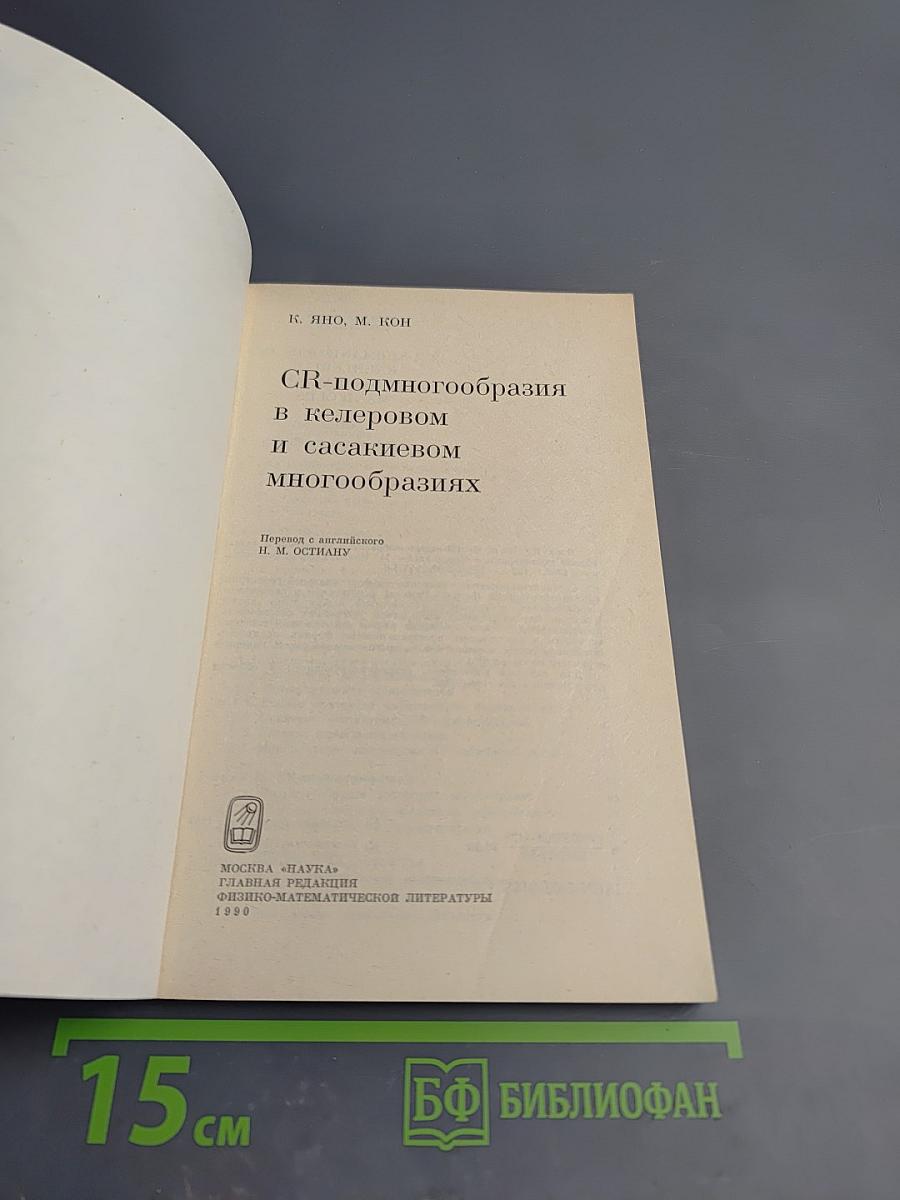 К. ЯНО, М. КОН
CR-подмногообразия
в келеровом
и сасакиевом
многообразиях
Перевод с английского
Н. М. ОСТИАНУ
МОСКВА «НАУКА»
ГЛАВНАЯ РЕДАКЦИЯ
ФИЗИКО-МАТЕМАТИЧЕСКОЙ ЛИТЕРАТУРЫ
1990
15 см
БФ БИБЛИОФАН